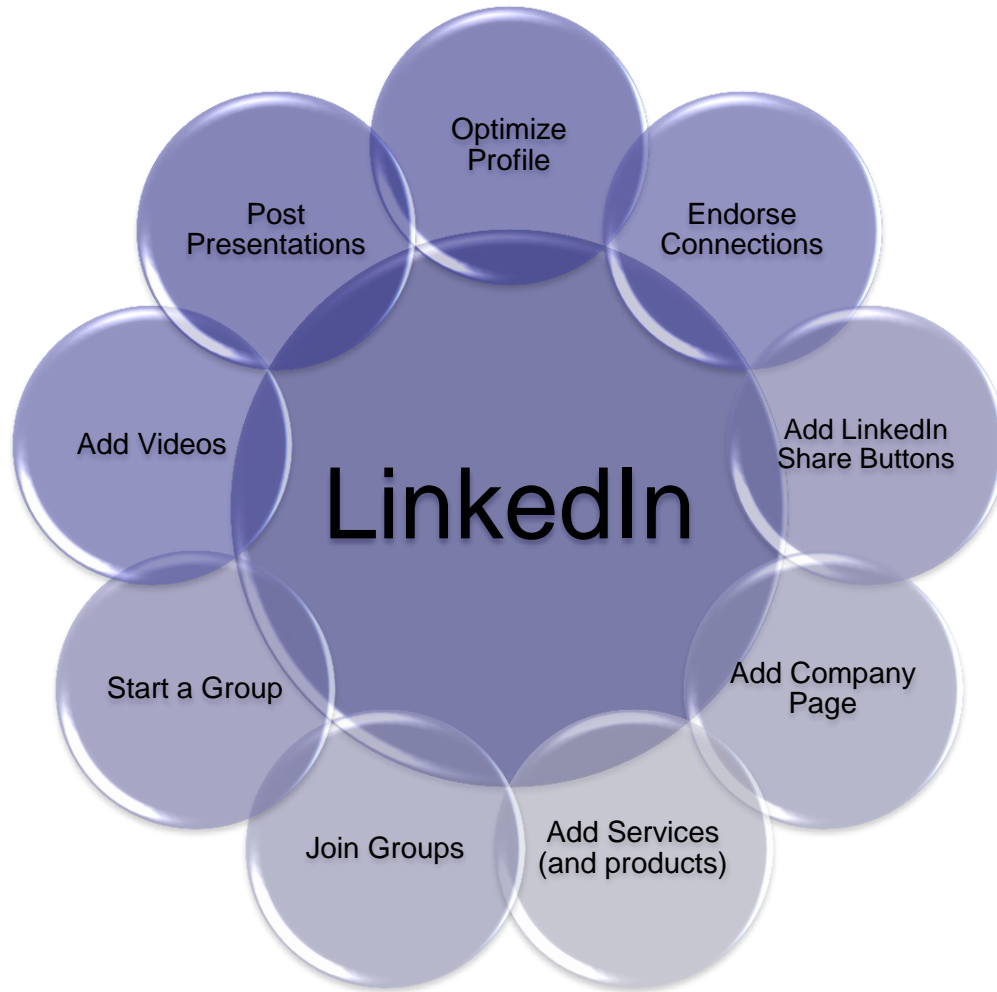 Optimize
Profile
Endorse
Connections
Add LinkedIn
Share Buttons
Add Company
Page
Add Services
(and products)
Join Groups
Start a Group
Add Videos
Post
Presentations
LinkedIn